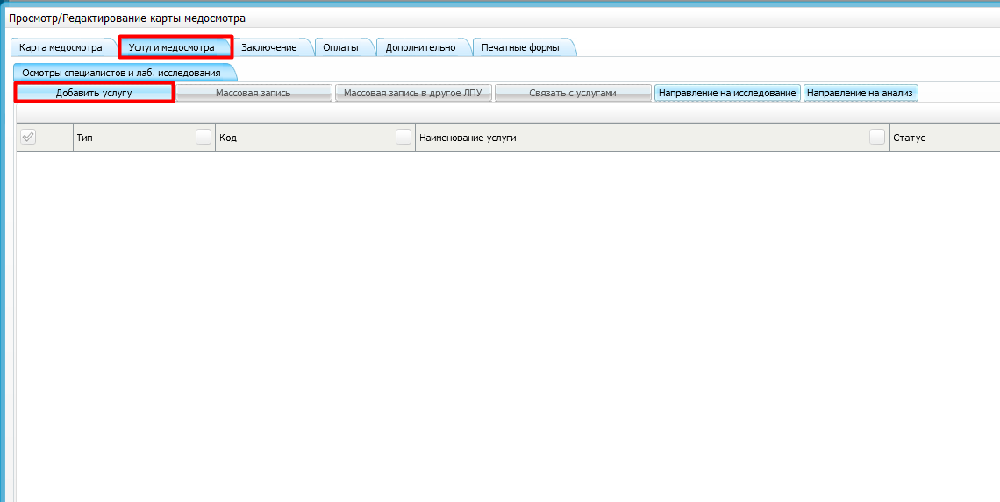 Просмотр/Редактирование карты медосмотра
Карта медосмотра Услуги медосмотра Заключение Оплаты Дополнительно Печатные формы
Осмотры специалистов и лаб. исследования
Добавить услугу Массовая запись Массовая запись в другое ЛПУ Связать с услугами Направление на исследование Направление на анализ
Тип Код Наименование услуги Статус